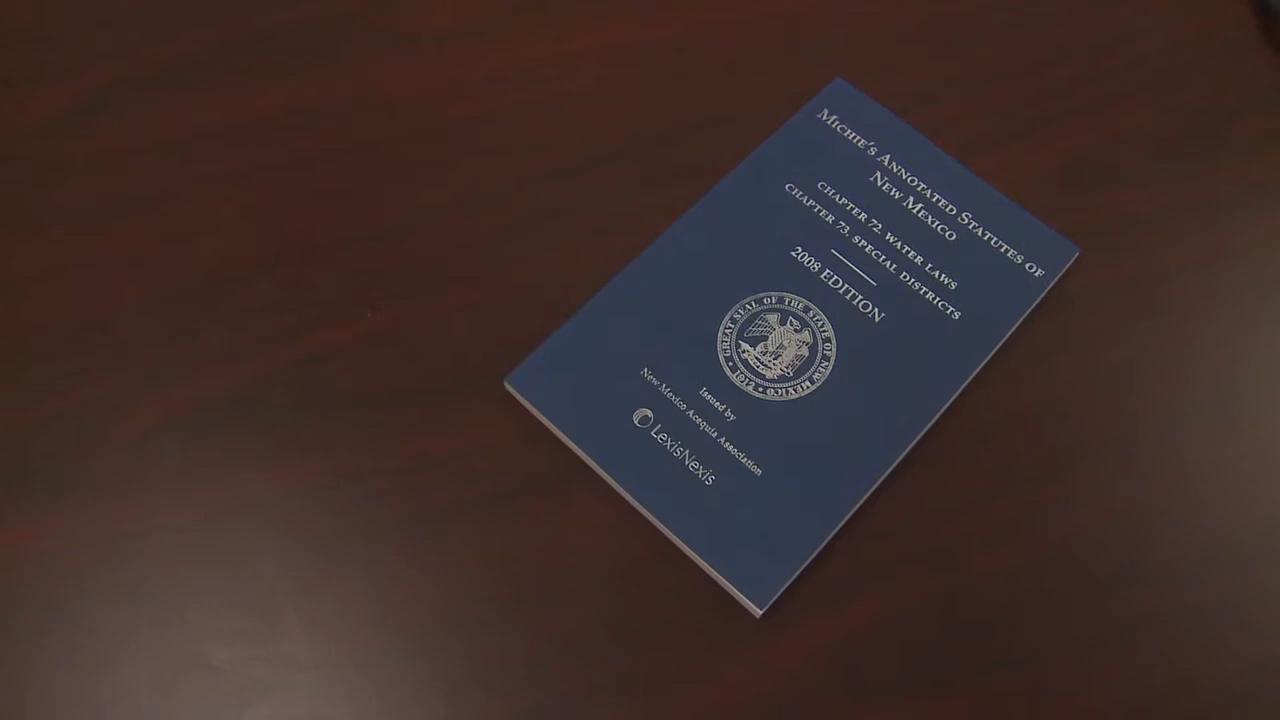 MICHIE'S ANNOTATED STATUTES OF
NEW MEXICO
CHAPTER 72. WATER LAWS
CHAPTER 73. SPECIAL DISTRICTS
2008 EDITION
GREAT SEAL OF THE STATE OF NEW MEXICO
• 1912 •
Issued by
New Mexico Acequia Association
LexisNexis